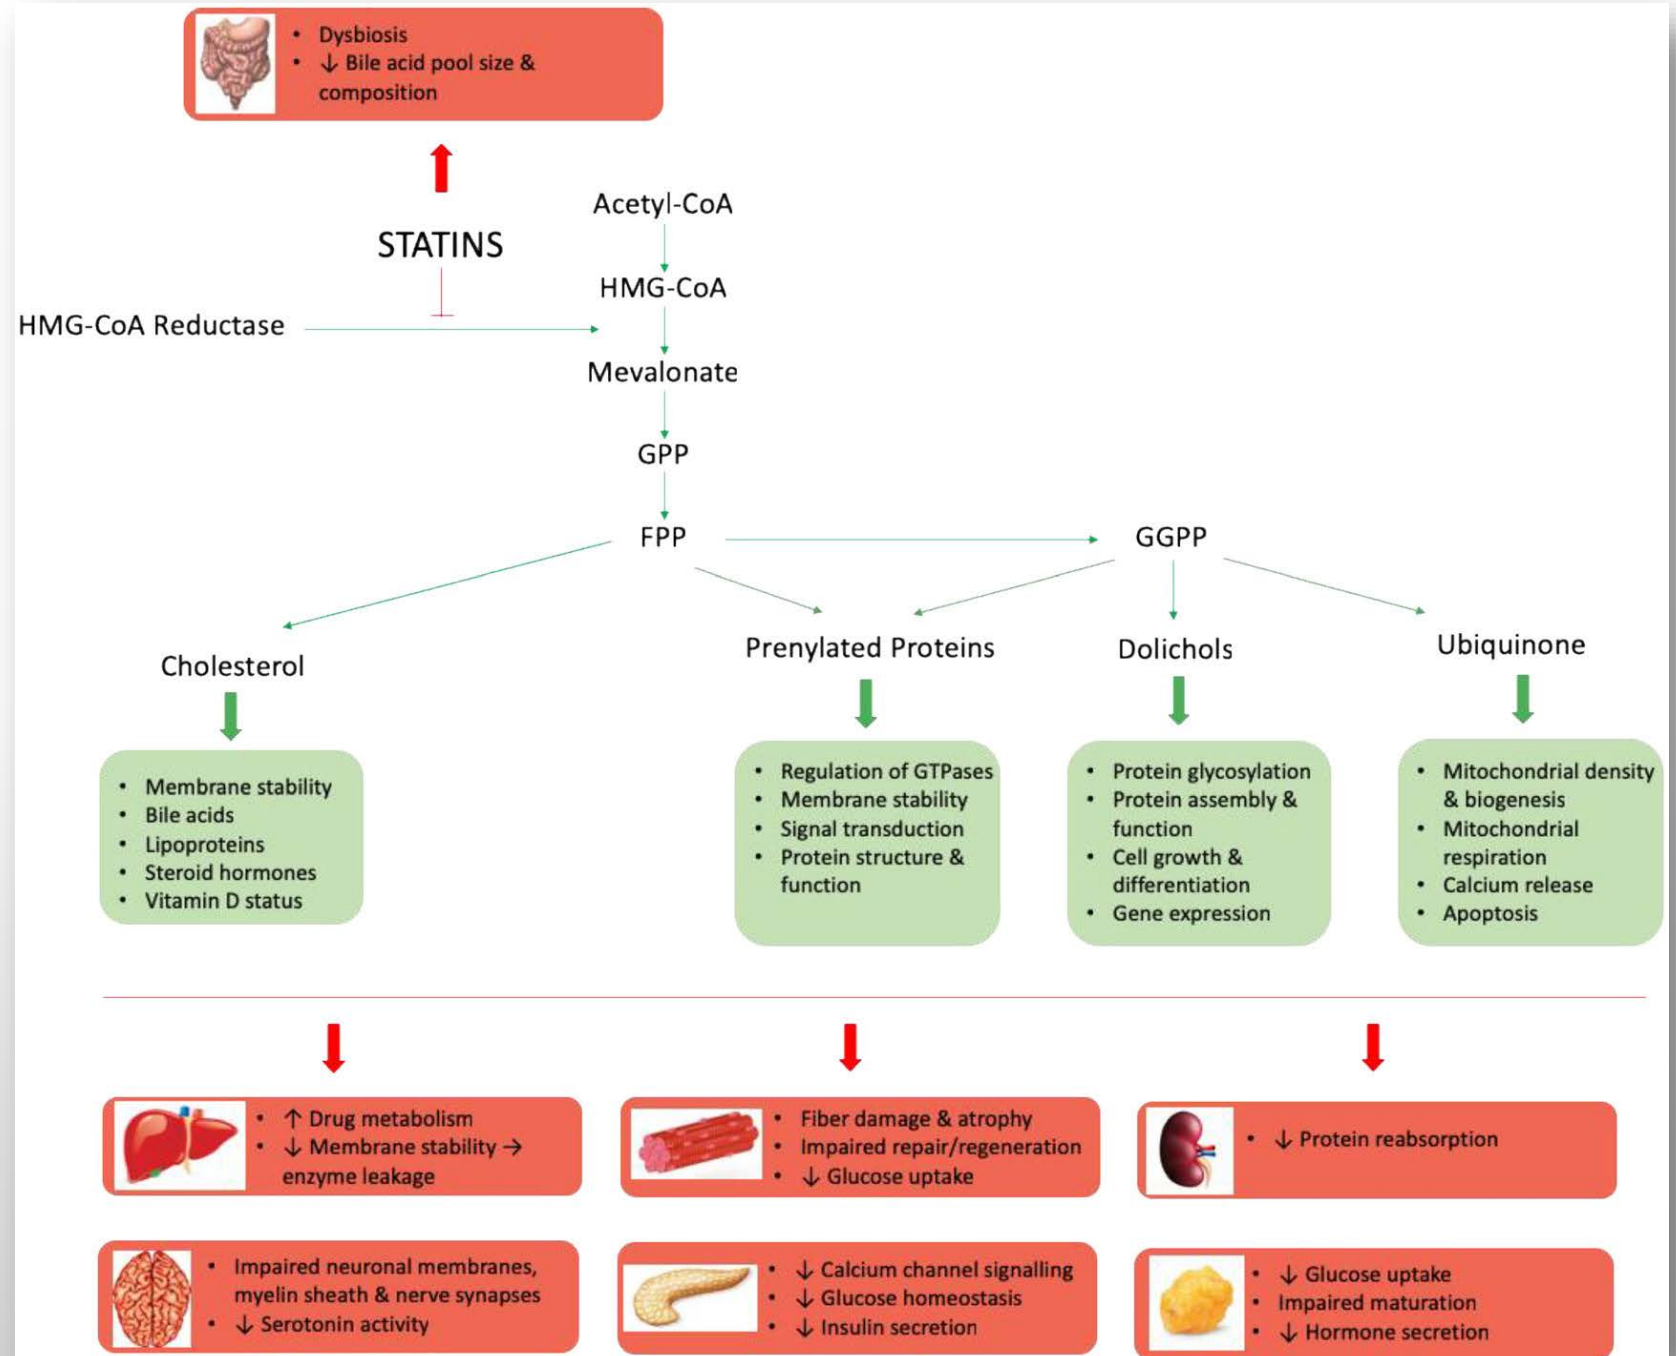 • Dysbiosis
• ↓ Bile acid pool size &
composition
STATINS
HMG-CoA Reductase
Acetyl-CoA
HMG-CoA
Mevalonate
GPP
FPP
GGPP
Cholesterol
Prenylated Proteins
Dolichols
Ubiquinone
• Membrane stability
• Bile acids
• Lipoproteins
• Steroid hormones
• Vitamin D status
• Regulation of GTPases
• Membrane stability
• Signal transduction
• Protein structure &
function
• Protein glycosylation
• Protein assembly &
function
• Cell growth &
differentiation
• Gene expression
• Mitochondrial density
& biogenesis
• Mitochondrial
respiration
• Calcium release
• Apoptosis
• ↑ Drug metabolism
• ↓ Membrane stability →
enzyme leakage
• Fiber damage & atrophy
• Impaired repair/regeneration
• ↓ Glucose uptake
• ↓ Protein reabsorption
• Impaired neuronal membranes,
myelin sheath & nerve synapses
• ↓ Serotonin activity
• ↓ Calcium channel signalling
• ↓ Glucose homeostasis
• ↓ Insulin secretion
• ↓ Glucose uptake
• Impaired maturation
• ↓ Hormone secretion